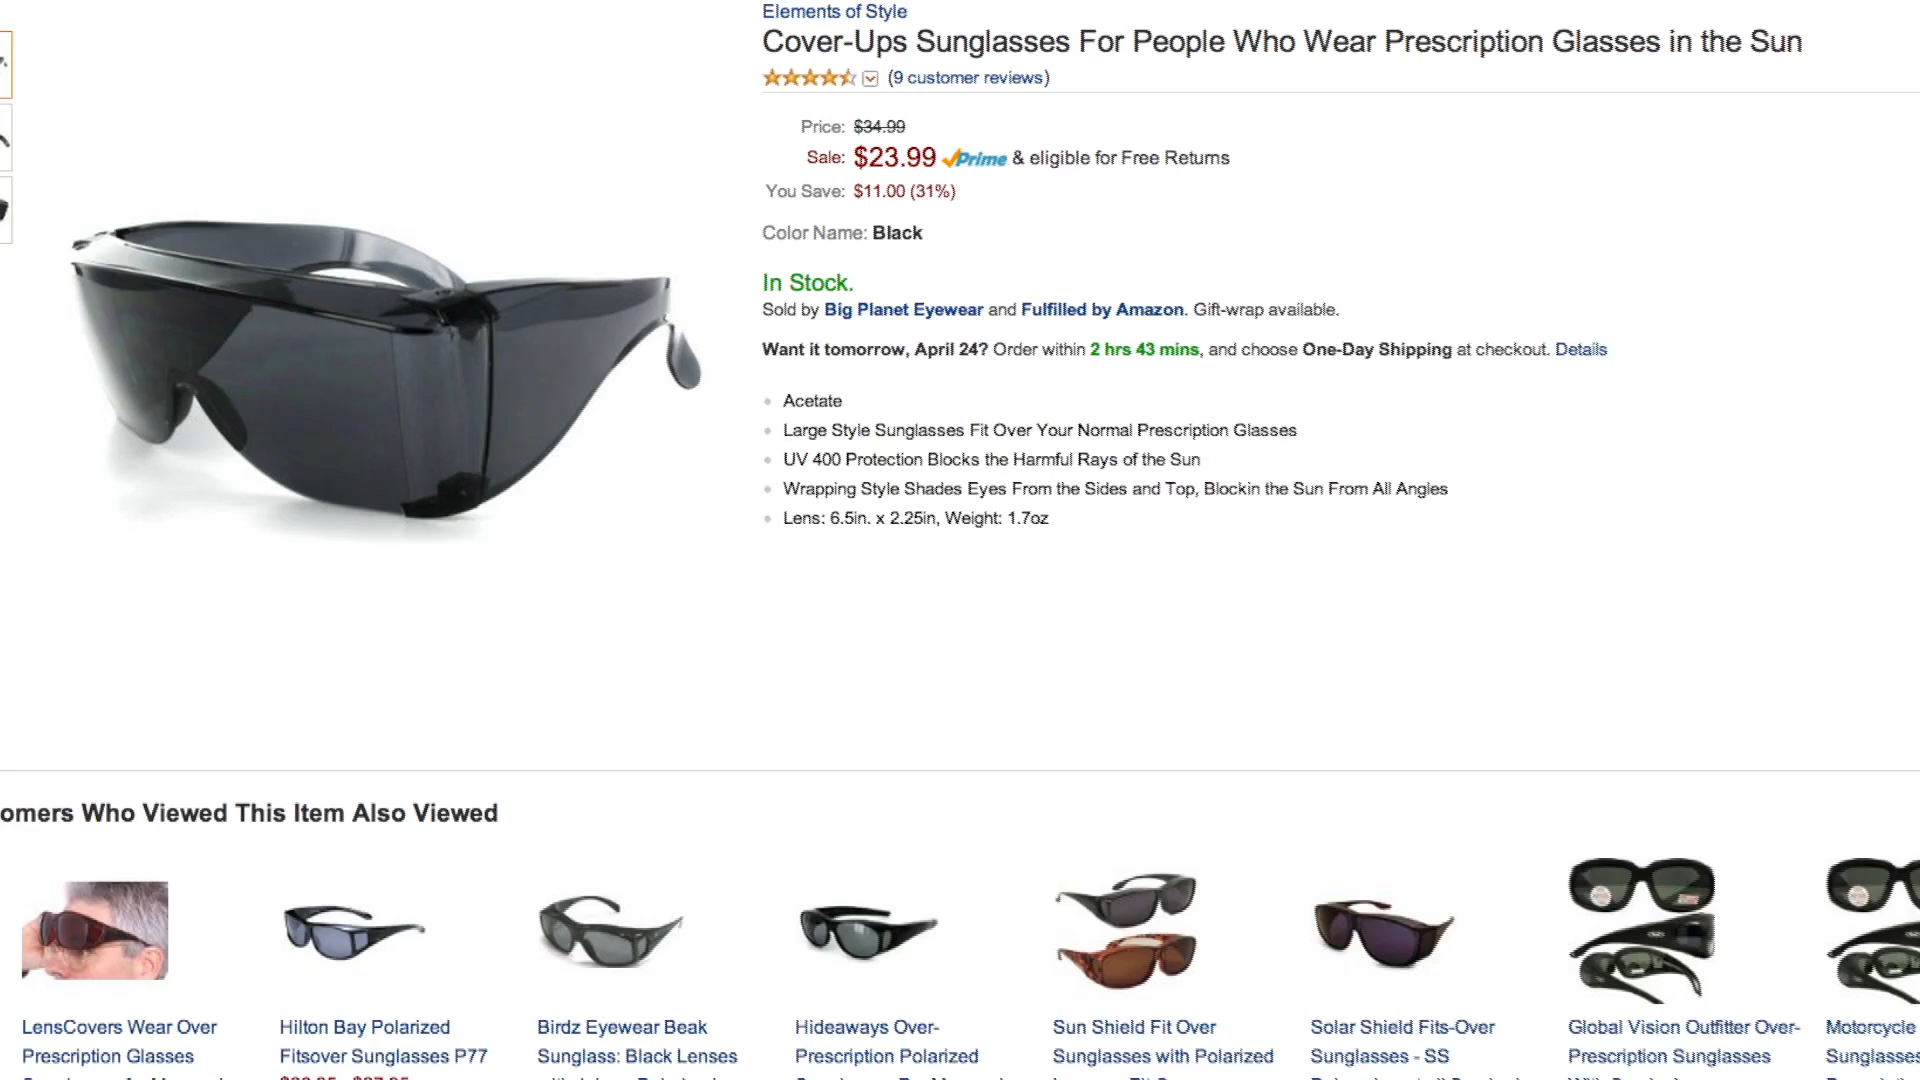 Elements of Style
Cover-Ups Sunglasses For People Who Wear Prescription Glasses in the Sun
(9 customer reviews)
Price: $34.99
Sale: $23.99 Prime & eligible for Free Returns
You Save: $11.00 (31%)
Color Name: Black
In Stock.
Sold by Big Planet Eyewear and Fulfilled by Amazon. Gift-wrap available.
Want it tomorrow, April 24? Order within 2 hrs 43 mins, and choose One-Day Shipping at checkout. Details
Acetate
Large Style Sunglasses Fit Over Your Normal Prescription Glasses
UV 400 Protection Blocks the Harmful Rays of the Sun
Wrapping Style Shades Eyes From the Sides and Top, Blockin the Sun From All Angles
Lens: 6.5in. x 2.25in, Weight: 1.7oz
omers Who Viewed This Item Also Viewed
LensCovers Wear Over
Prescription Glasses
Hilton Bay Polarized
Fitsover Sunglasses P77
Birdz Eyewear Beak
Sunglass: Black Lenses
Hideaways Over-
Prescription Polarized
Sun Shield Fit Over
Sunglasses with Polarized
Solar Shield Fits-Over
Sunglasses - SS
Global Vision Outfitter Over-
Prescription Sunglasses
Motorcycle
Sunglasses